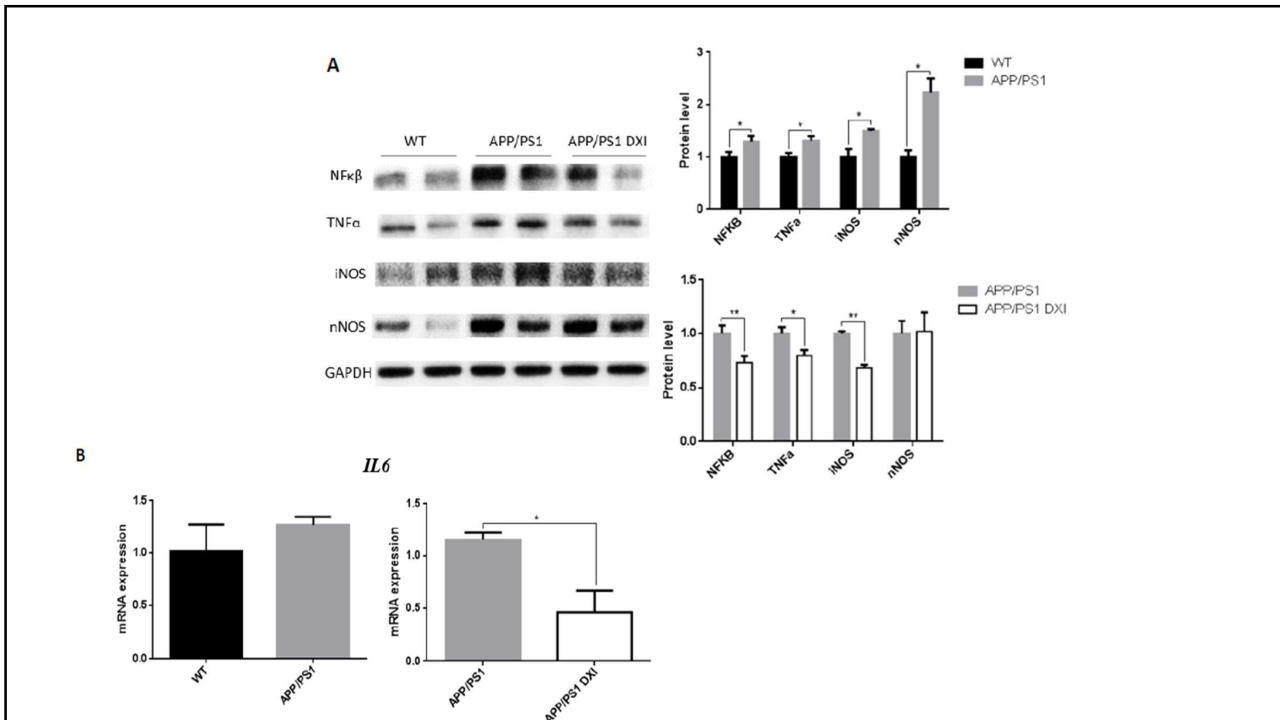 A
WT APP/PS1 APP/PS1 DXI
NFκβ
TNFα
iNOS
nNOS
GAPDH
3
2
1
0
Protein level
* * * *
NFKB TNFa iNOS nNOS
WT
APP/PS1
1.5
1.0
0.5
0.0
Protein level
** * **
NFKB TNFa iNOS nNOS
APP/PS1
APP/PS1 DXI
B
IL6
1.5
1.0
0.5
0.0
mRNA expression
WT APP/PS1
1.5
1.0
0.5
0.0
mRNA expression
*
APP/PS1 APP/PS1 DXI